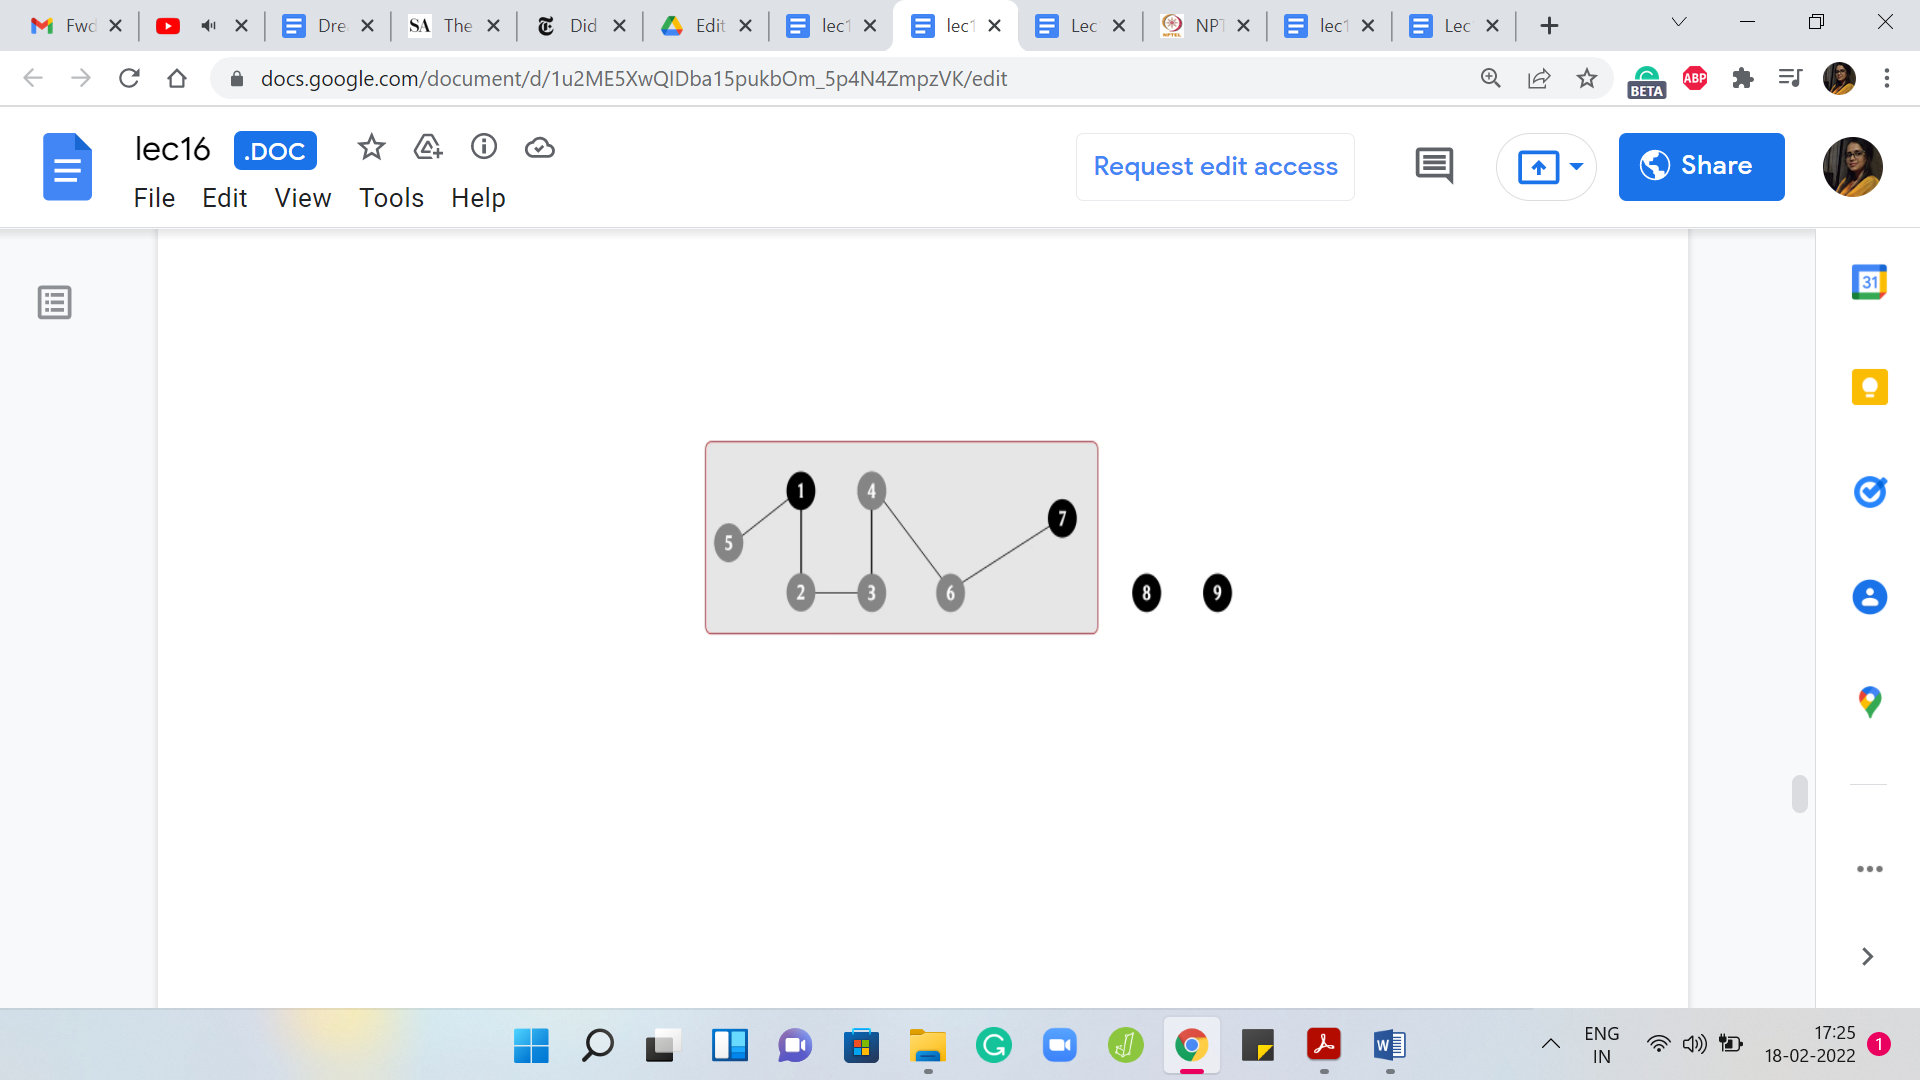 Fwd
Dre
SA The
Did
Edit
lec1
lec1
Lec
NPTEL NPT
lec1
Lec
docs.google.com/document/d/1u2ME5XwQIDba15pukbOm_5p4N4ZmpzVK/edit
BETA
ABP
lec16
.DOC
Request edit access
Share
File Edit View Tools Help
31
1
4
7
5
2
3
6
8
9
ENG
IN
17:25
18-02-2022
1